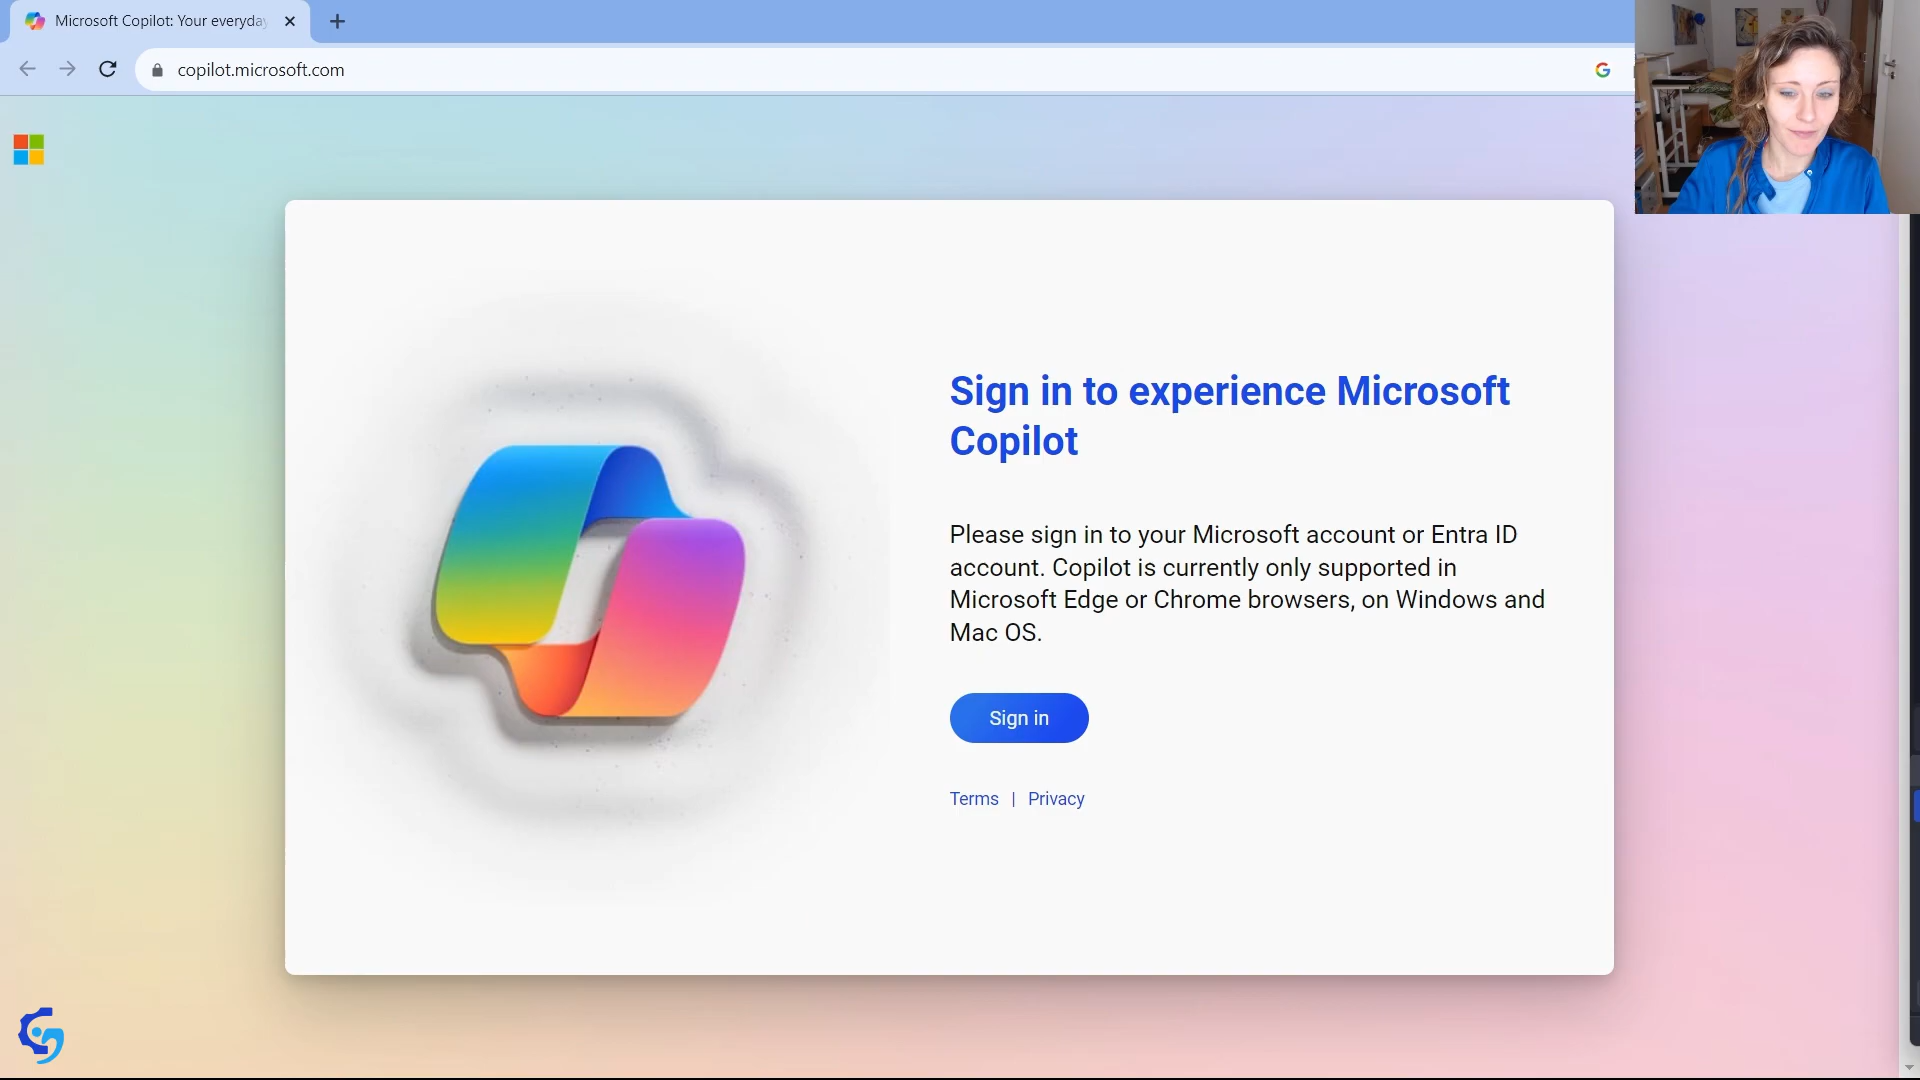 Microsoft Copilot: Your everyday
copilot.microsoft.com
Sign in to experience Microsoft
Copilot
Please sign in to your Microsoft account or Entra ID
account. Copilot is currently only supported in
Microsoft Edge or Chrome browsers, on Windows and
Mac OS.
Sign in
Terms | Privacy